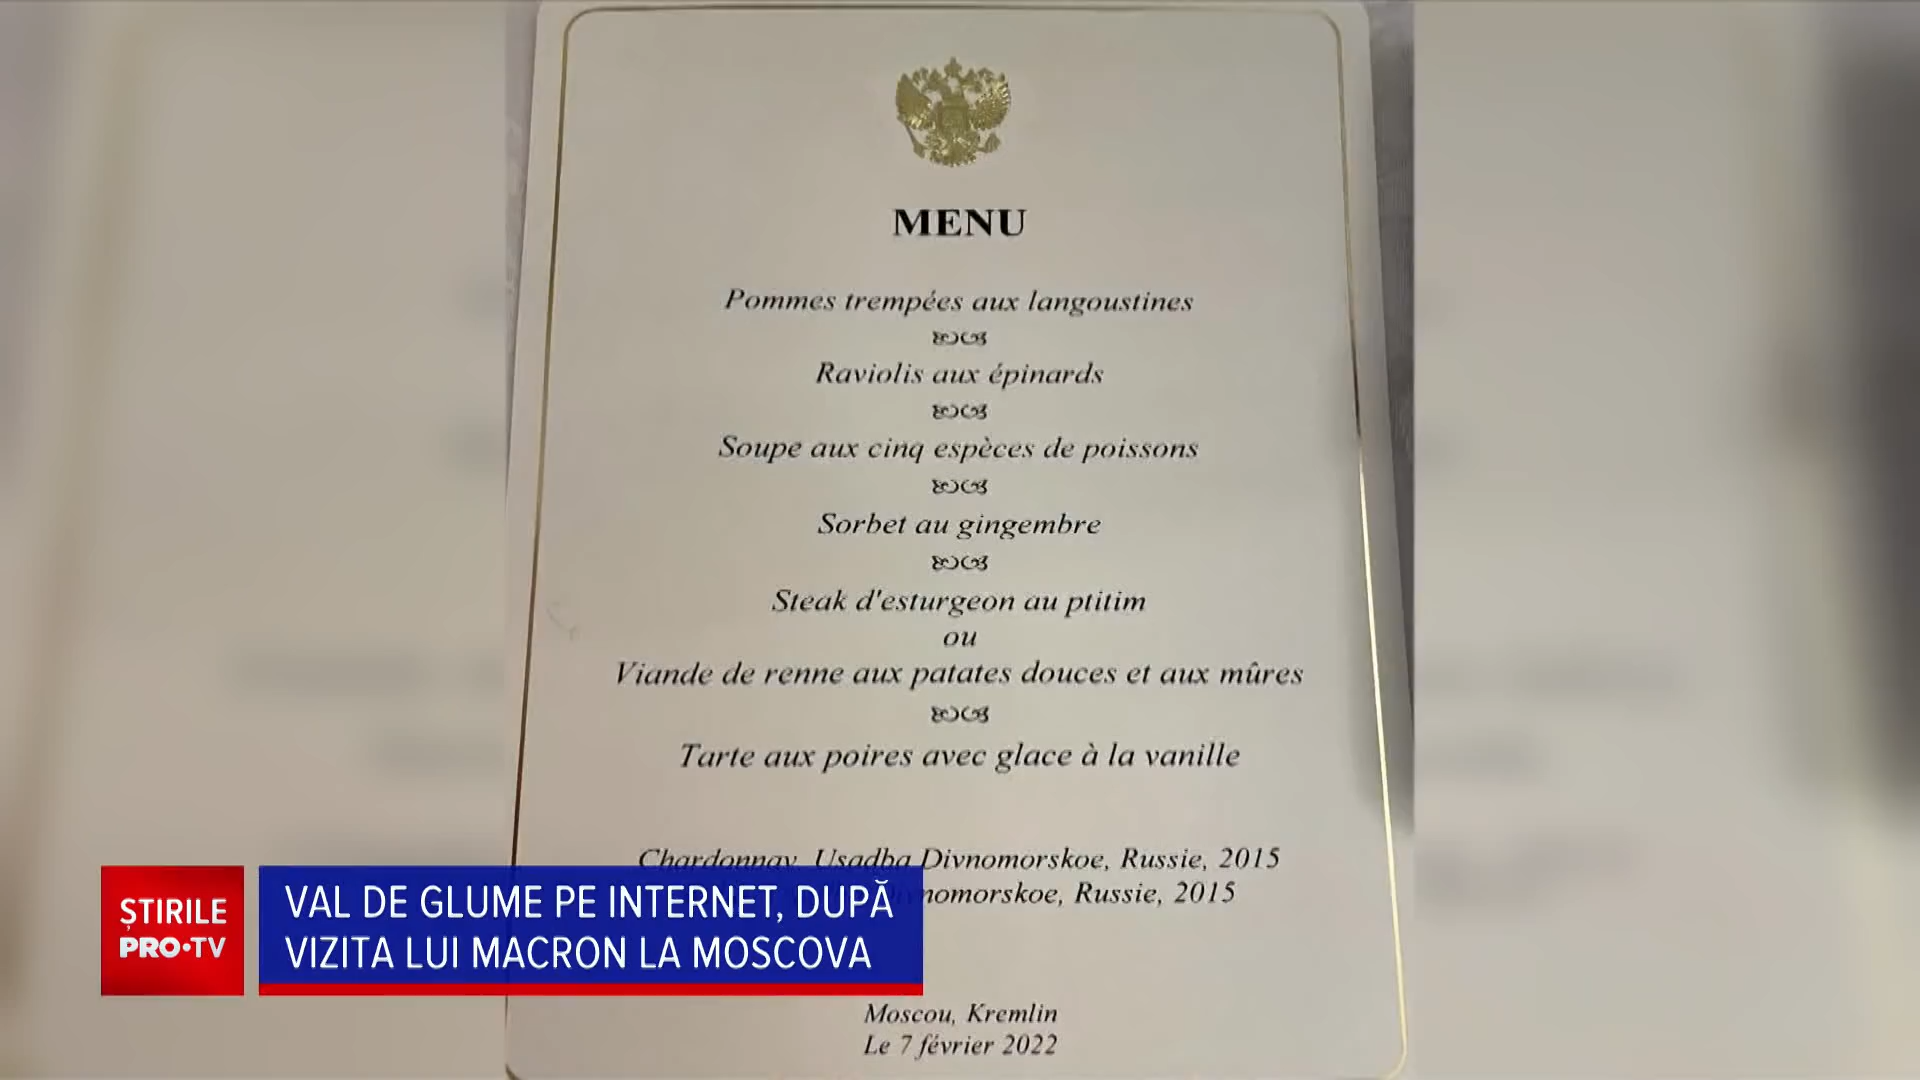 MENU
Pommes trempées aux langoustines
Raviolis aux épinards
Soupe aux cinq espèces de poissons
Sorbet au gingembre
Steak d'esturgeon au ptitim
ou
Viande de renne aux patates douces et aux mûres
Tarte aux poires avec glace à la vanille
Chardonnay, Usadba Divnomorskoe, Russie, 2015
Russie, 2015
ȘTIRILE
PRO•TV
VAL DE GLUME PE INTERNET, DUPĂ
VIZITA LUI MACRON LA MOSCOVA
Moscou, Kremlin
Le 7 février 2022